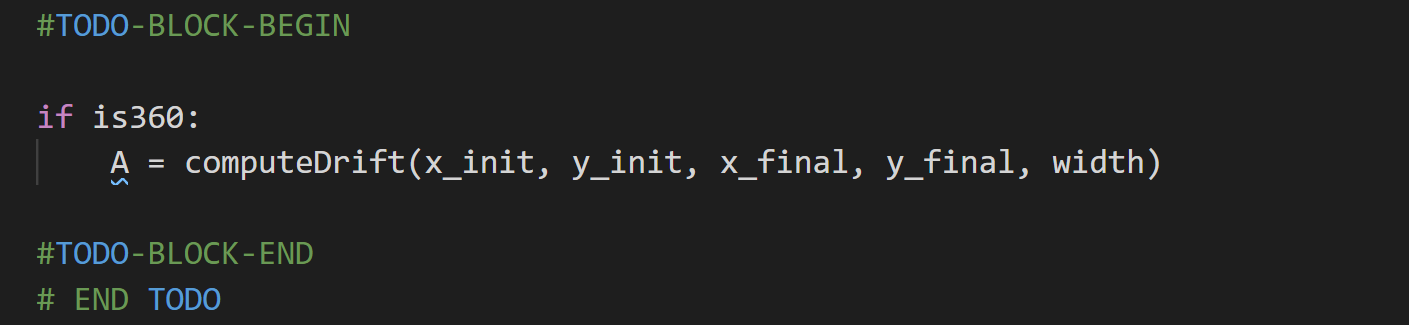 #TODO-BLOCK-BEGIN
if is360:
A = computeDrift(x_init, y_init, x_final, y_final, width)
#TODO-BLOCK-END
# END TODO